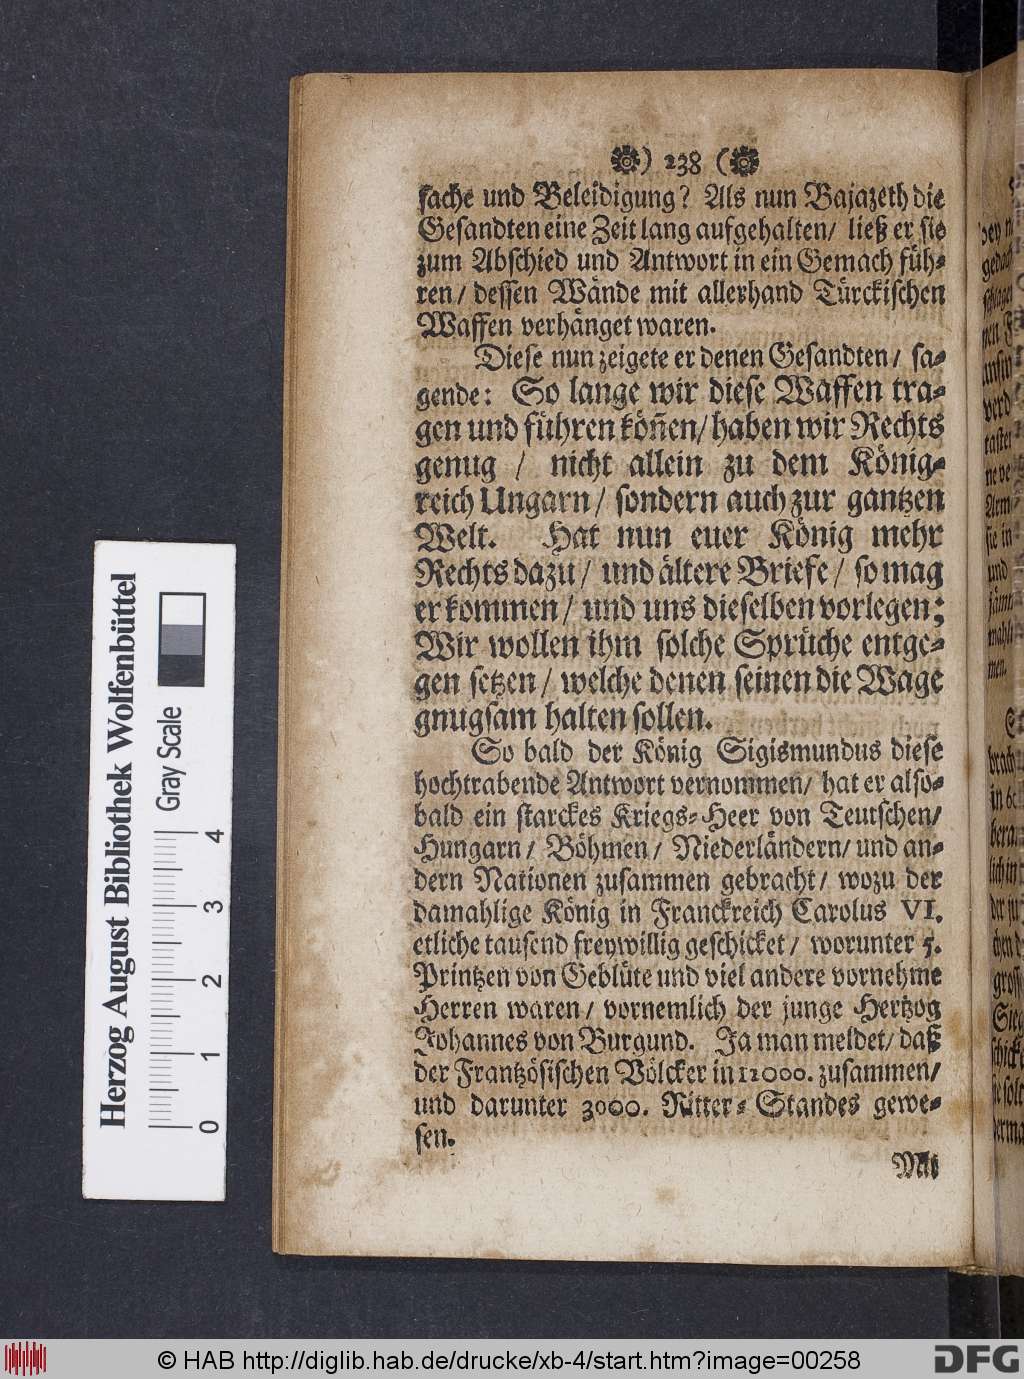 ) 238 (
sache und Beleidigung? Als nun Bajazeth die
Gesandten eine Zeit lang aufgehalten/ ließ er sie
zum Abschied und Antwort in ein Gemach füh-
ren/ dessen Wände mit allerhand Türckischen
Waffen verhänget waren.
Diese nun zeigete er denen Gesandten/ sa-
gende: So lange wir diese Waffen tra-
gen und führen köñen/ haben wir Rechts
genug / nicht allein zu dem König-
reich Ungarn/ sondern auch zur gantzen
Welt. Hat nun euer König mehr
Rechts dazu/ und ältere Briefe/ so mag
er kommen/ und uns dieselben vorlegen;
Wir wollen ihm solche Sprüche entge-
gen setzen/ welche denen seinen die Wage
gnugsam halten sollen.
So bald der König Sigismundus diese
hochtrabende Antwort vernommen/ hat er also-
bald ein starckes Kriegs-Heer von Teutschen/
Hungarn/ Böhmen/ Niederländern/ und an-
dern Nationen zusammen gebracht/ wozu der
damahlige König in Franckreich Carolus VI.
etliche tausend freywillig geschicket/ worunter 5.
Printzen von Geblüte und viel andere vornehme
Herren waren/ vornemlich der junge Hertzog
Johannes von Burgund. Ja man meldet/ daß
der Frantzösischen Völcker in 12000. zusammen/
und darunter 3000. Ritter-Standes gewe-
sen.
Mit
Herzog August Bibliothek Wolfenbüttel
Gray Scale
0 1 2 3 4
© HAB http://diglib.hab.de/drucke/xb-4/start.htm?image=00258
DFG